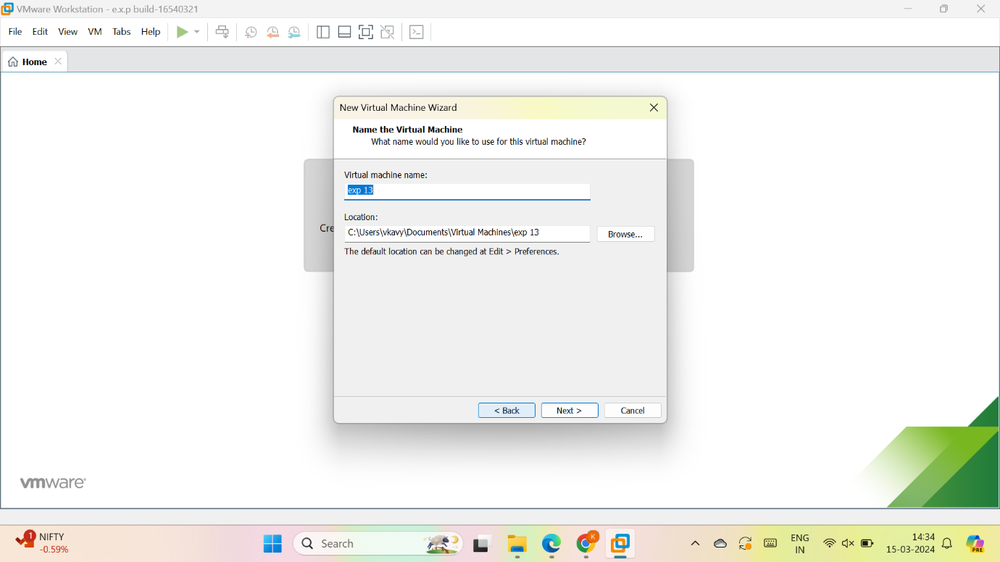 VMware Workstation - e.x.p build-16540321
File Edit View VM Tabs Help
Home
New Virtual Machine Wizard
Name the Virtual Machine
What name would you like to use for this virtual machine?
Virtual machine name:
exp 13
Location:
Cre
C:\Users\vkavy\Documents\Virtual Machines\exp 13
Browse...
The default location can be changed at Edit > Preferences.
< Back Next > Cancel
vmware
1 NIFTY
-0.59%
Search
K
ENG
IN
14:34
15-03-2024
PRE